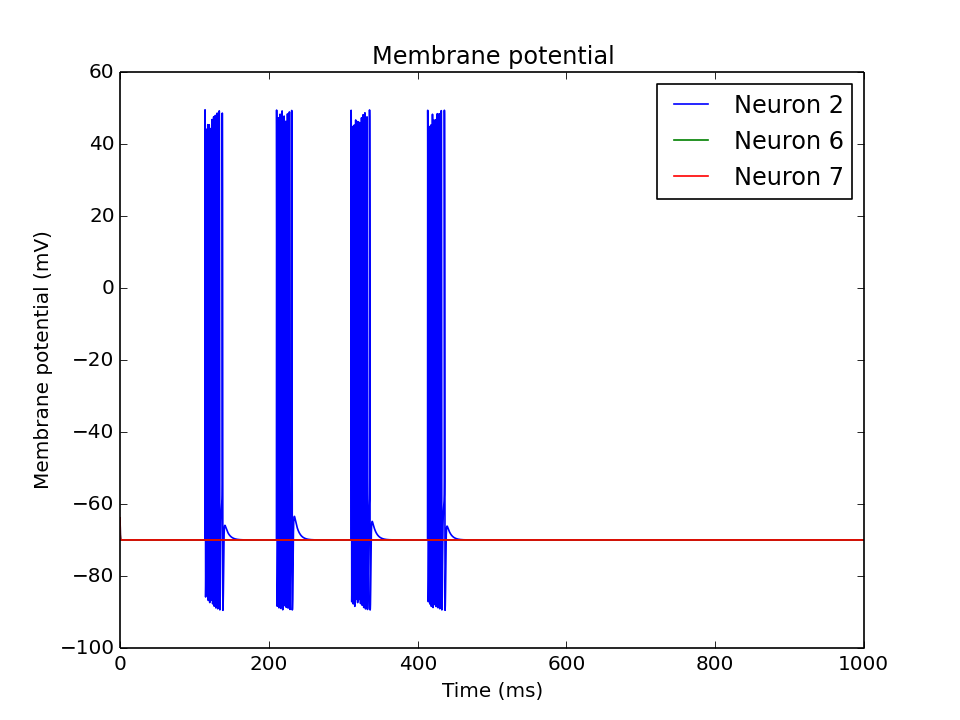 Membrane potential
60
40
20
0
−20
−40
−60
−80
−100
Membrane potential (mV)
Neuron 2
Neuron 6
Neuron 7
0 200 400 600 800 1000
Time (ms)